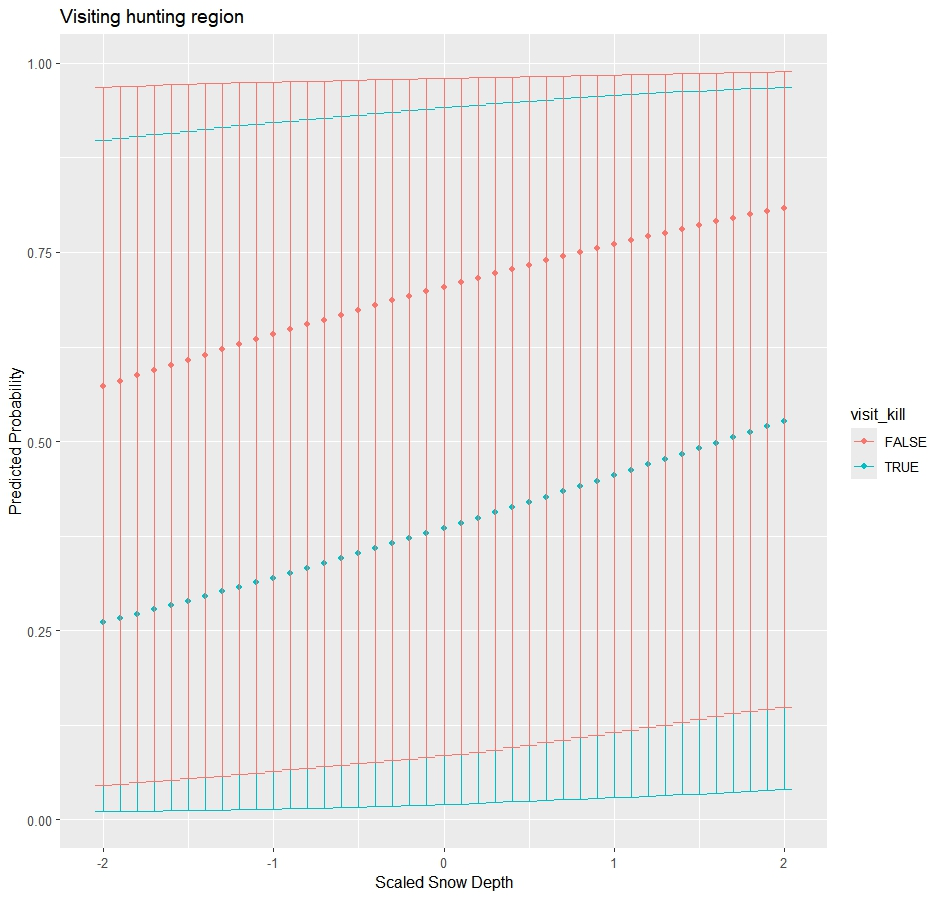 Visiting hunting region
1.00
0.75
0.50
0.25
0.00
Predicted Probability
-2 -1 0 1 2
Scaled Snow Depth
visit_kill
FALSE
TRUE